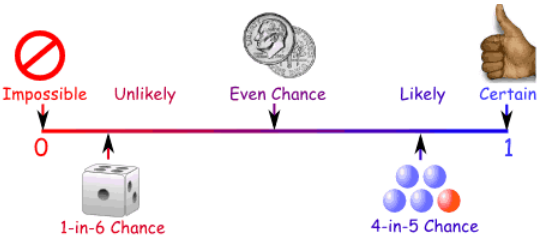 Impossible Unlikely Even Chance Likely Certain
0 1
1-in-6 Chance 4-in-5 Chance